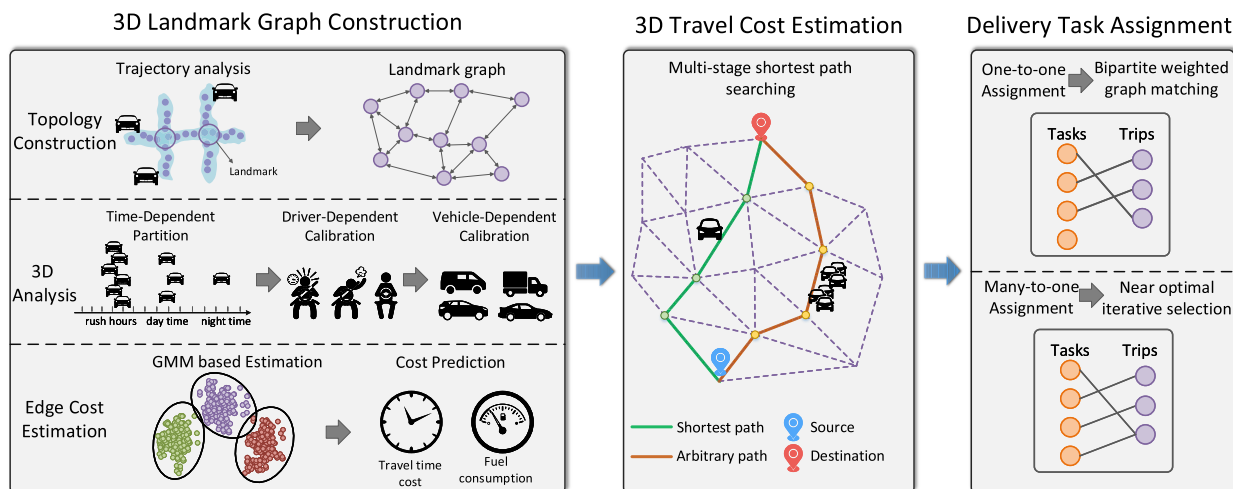 3D Landmark Graph Construction
Topology
Construction
Trajectory analysis
Landmark
Landmark graph
3D
Analysis
Time-Dependent
Partition
rush hours day time night time
Driver-Dependent
Calibration
Vehicle-Dependent
Calibration
Edge Cost
Estimation
GMM based Estimation
Cost Prediction
Travel time
cost
Fuel
consumption
3D Travel Cost Estimation
Multi-stage shortest path
searching
Shortest path
Source
Arbitrary path
Destination
Delivery Task Assignment
One-to-one
Assignment
Bipartite weighted
graph matching
Tasks
Trips
Many-to-one
Assignment
Near optimal
iterative selection
Tasks
Trips